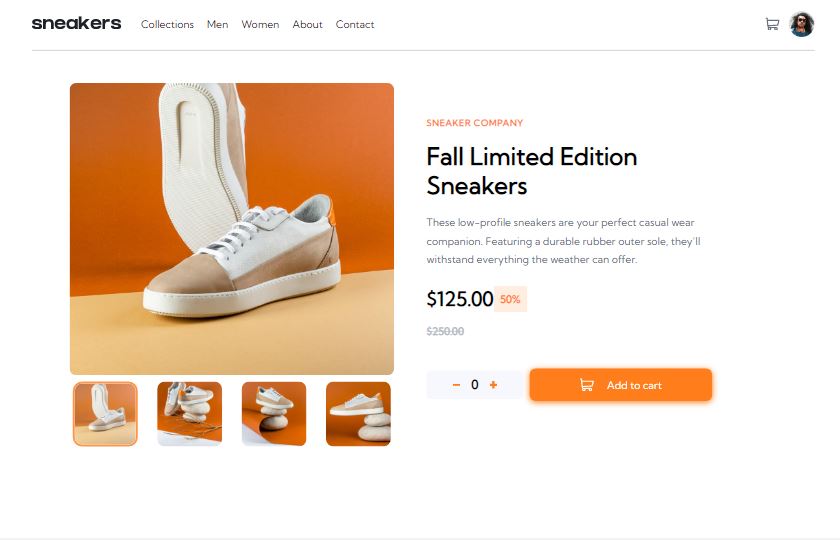 sneakers Collections Men Women About Contact
SNEAKER COMPANY
Fall Limited Edition
Sneakers
These low-profile sneakers are your perfect casual wear
companion. Featuring a durable rubber outer sole, they'll
withstand everything the weather can offer.
$125.00 50%
$250.00
- 0 + Add to cart